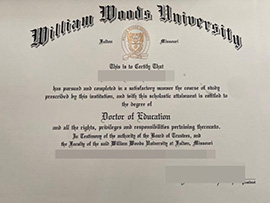 William Woods University
Fulton Missouri
This is to Certify That
has pursued and completed in a satisfactory manner the course of study
prescribed by this institution, and with this scholastic attainment is entitled to
the degree of
Doctor of Education
and all the rights, privileges and responsibilities pertaining thereunto.
In Testimony of the authority of the Board of Trustees, and
the Faculty of the said William Woods University at Fulton, Missouri